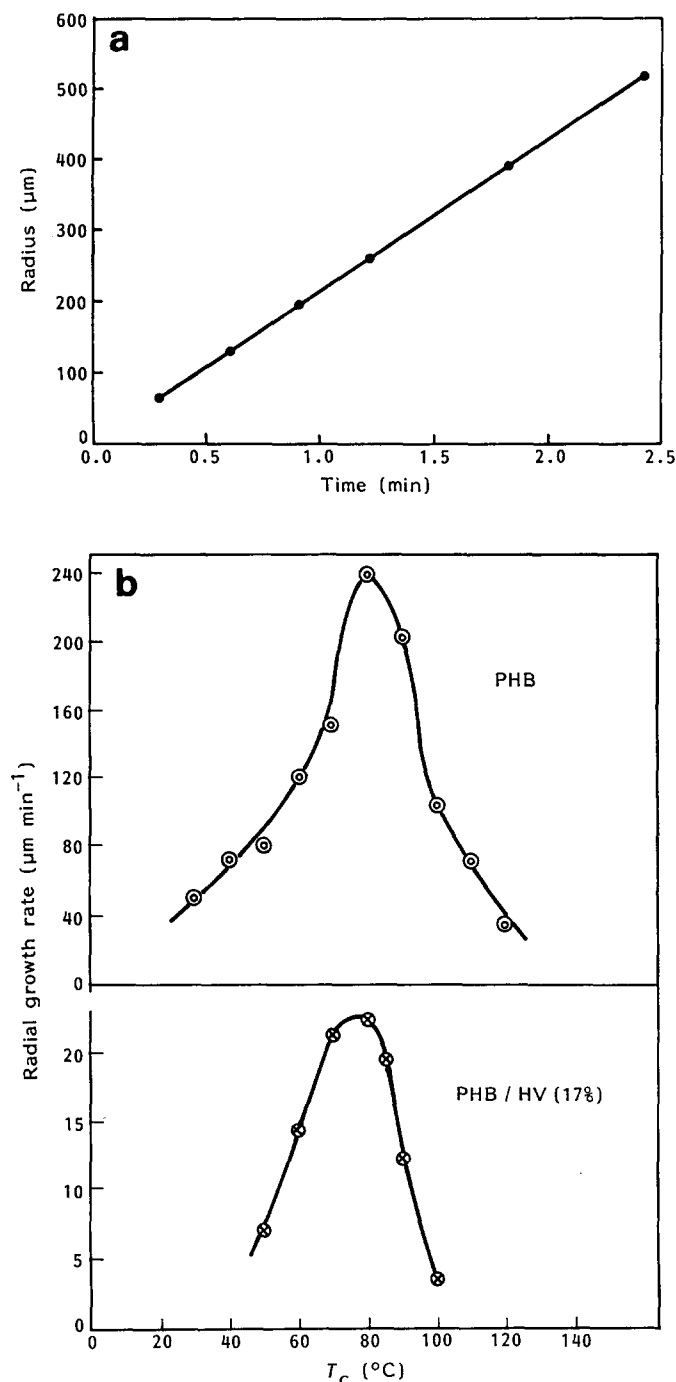 a
600
500
400
300
200
100
0
Radius (μm)
0.0 0.5 1.0 1.5 2.0 2.5
Time (min)
b
240
200
160
120
80
40
0
PHB
Radial growth rate (μm min⁻¹)
20
15
10
5
0
PHB / HV (17%)
0 20 40 60 80 100 120 140
T_c (°C)